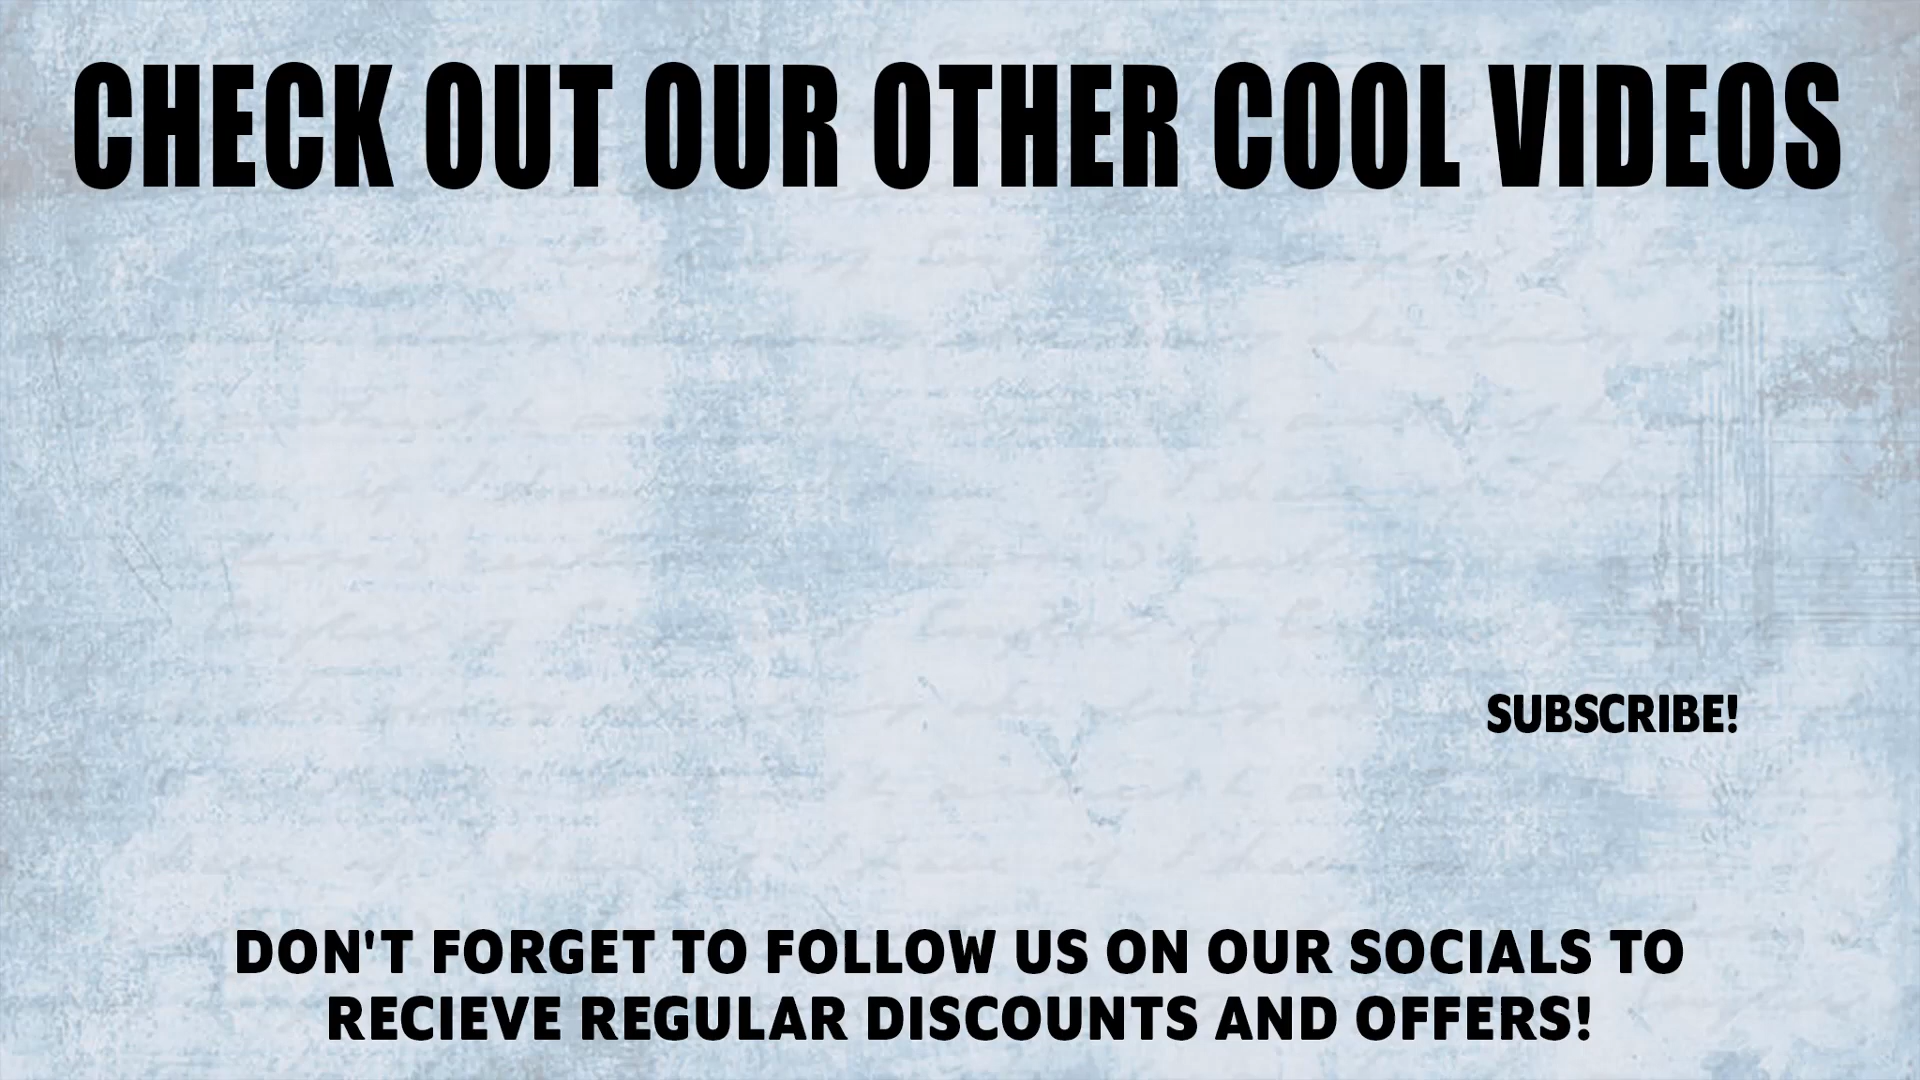 CHECK OUT OUR OTHER COOL VIDEOS
SUBSCRIBE!
DON'T FORGET TO FOLLOW US ON OUR SOCIALS TO
RECIEVE REGULAR DISCOUNTS AND OFFERS!